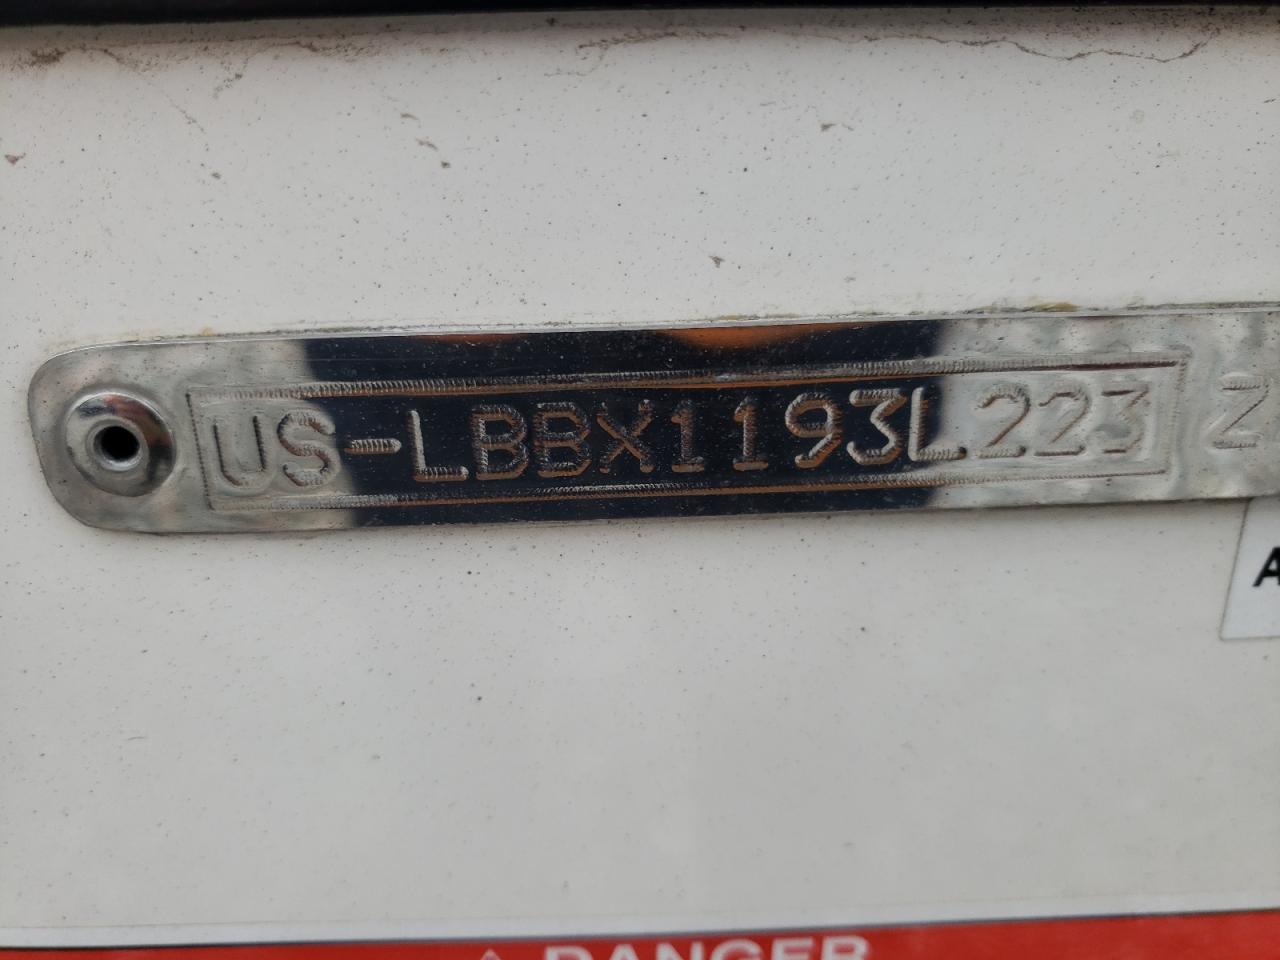 US-LBBX1193L223 Z
A
DANGER